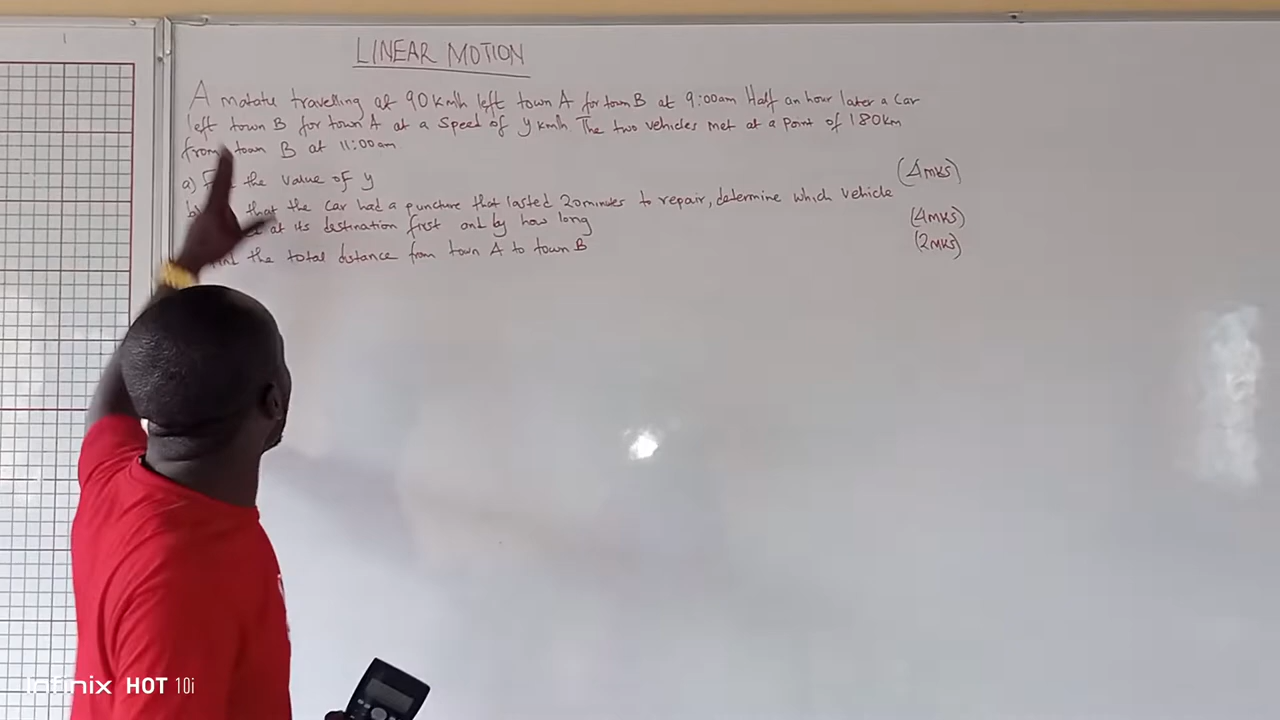 LINEAR MOTION
A matatu travelling at 90 km/h left town A for town B at 9:00am Half an hour later a car
left town B for town A at a speed of y km/h. The two vehicles met at a point of 180km
from town B at 11:00am
a) the value of y (4mks)
that the car had a puncture that lasted 20minutes to repair, determine which vehicle
at its destination first and by how long (4mks)
the total distance from town A to town B (2mks)
Infinix HOT 10i